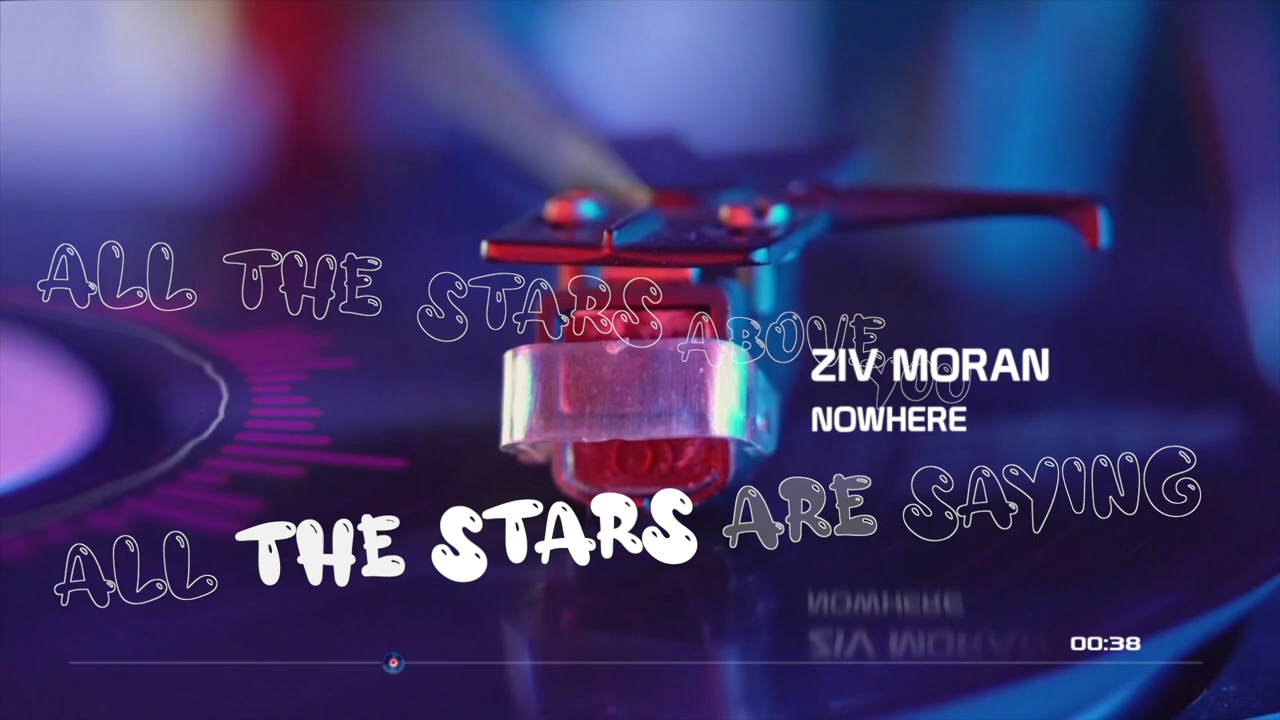 ALL THE STARS ABOVE
YOU
ZIV MORAN
NOWHERE
ALL THE STARS ARE SAYING
NOWHERE
ZIV MORAN
00:38